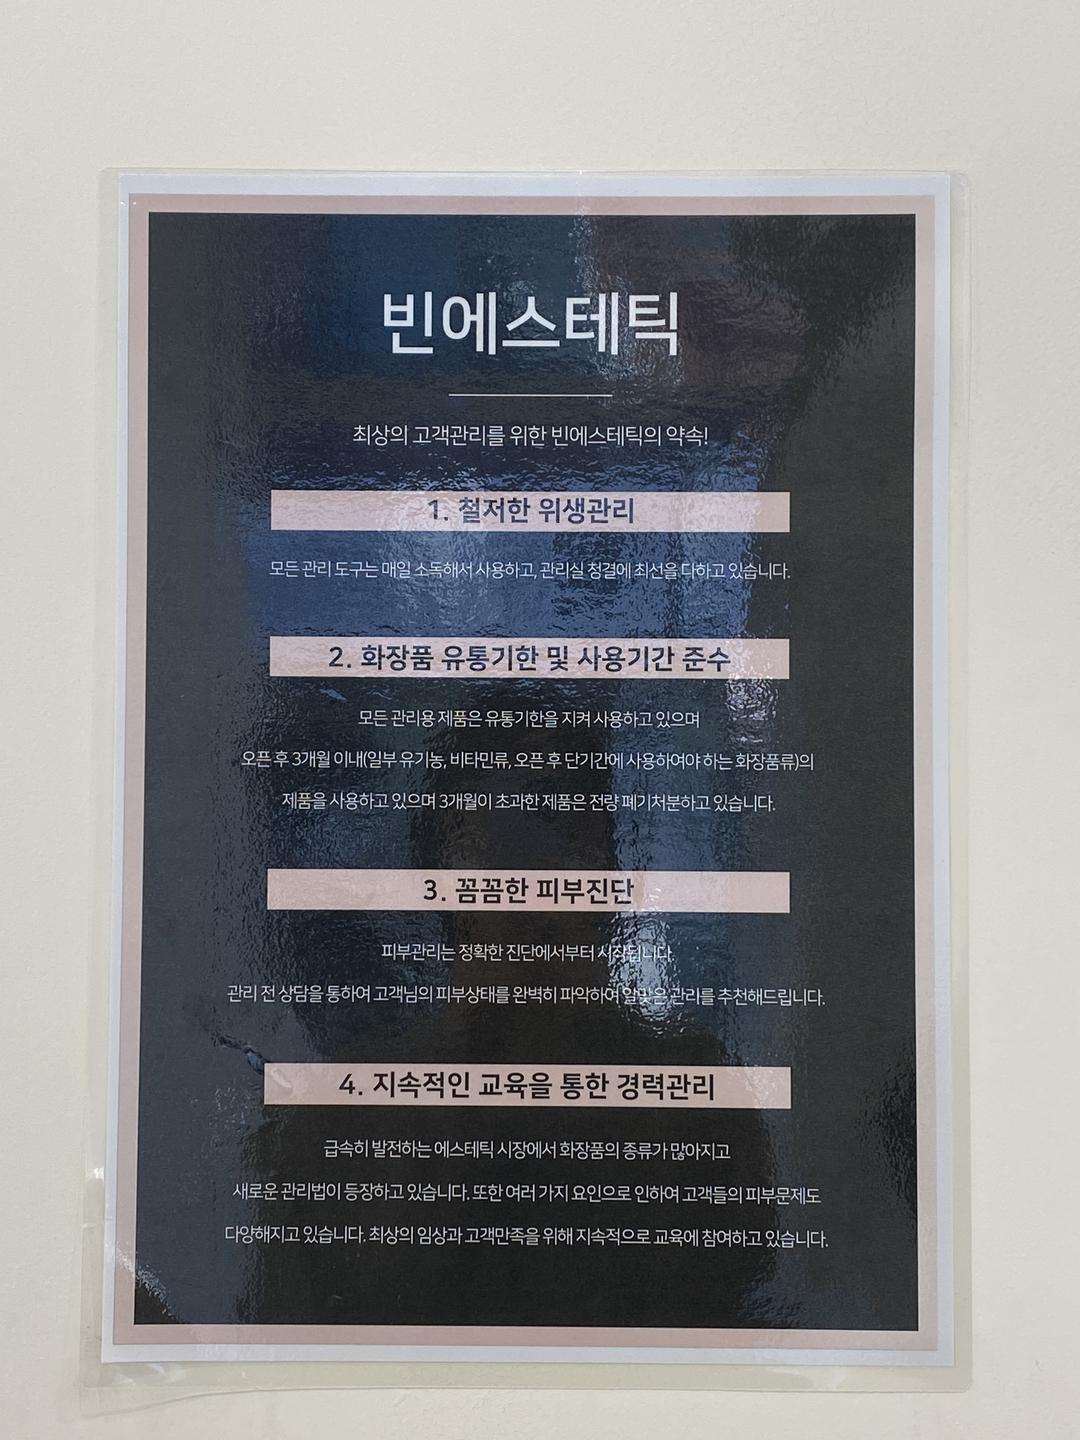 빈에스테틱
최상의 고객관리를 위한 빈에스테틱의 약속!
1. 철저한 위생관리
모든 관리 도구는 매일 소독해서 사용하고, 관리실 청결에 최선을 다하고 있습니다.
2. 화장품 유통기한 및 사용기간 준수
모든 관리용 제품은 유통기한을 지켜 사용하고 있으며
오픈 후 3개월 이내(일부 유기농, 비타민류, 오픈 후 단기간에 사용하여야 하는 화장품류)의
제품을 사용하고 있으며 3개월이 초과한 제품은 전량 폐기처분하고 있습니다.
3. 꼼꼼한 피부진단
피부관리는 정확한 진단에서부터 시작됩니다.
관리 전 상담을 통하여 고객님의 피부상태를 완벽히 파악하여 알맞은 관리를 추천해드립니다.
4. 지속적인 교육을 통한 경력관리
급속히 발전하는 에스테틱 시장에서 화장품의 종류가 많아지고
새로운 관리법이 등장하고 있습니다. 또한 여러 가지 요인으로 인하여 고객들의 피부문제도
다양해지고 있습니다. 최상의 임상과 고객만족을 위해 지속적으로 교육에 참여하고 있습니다.